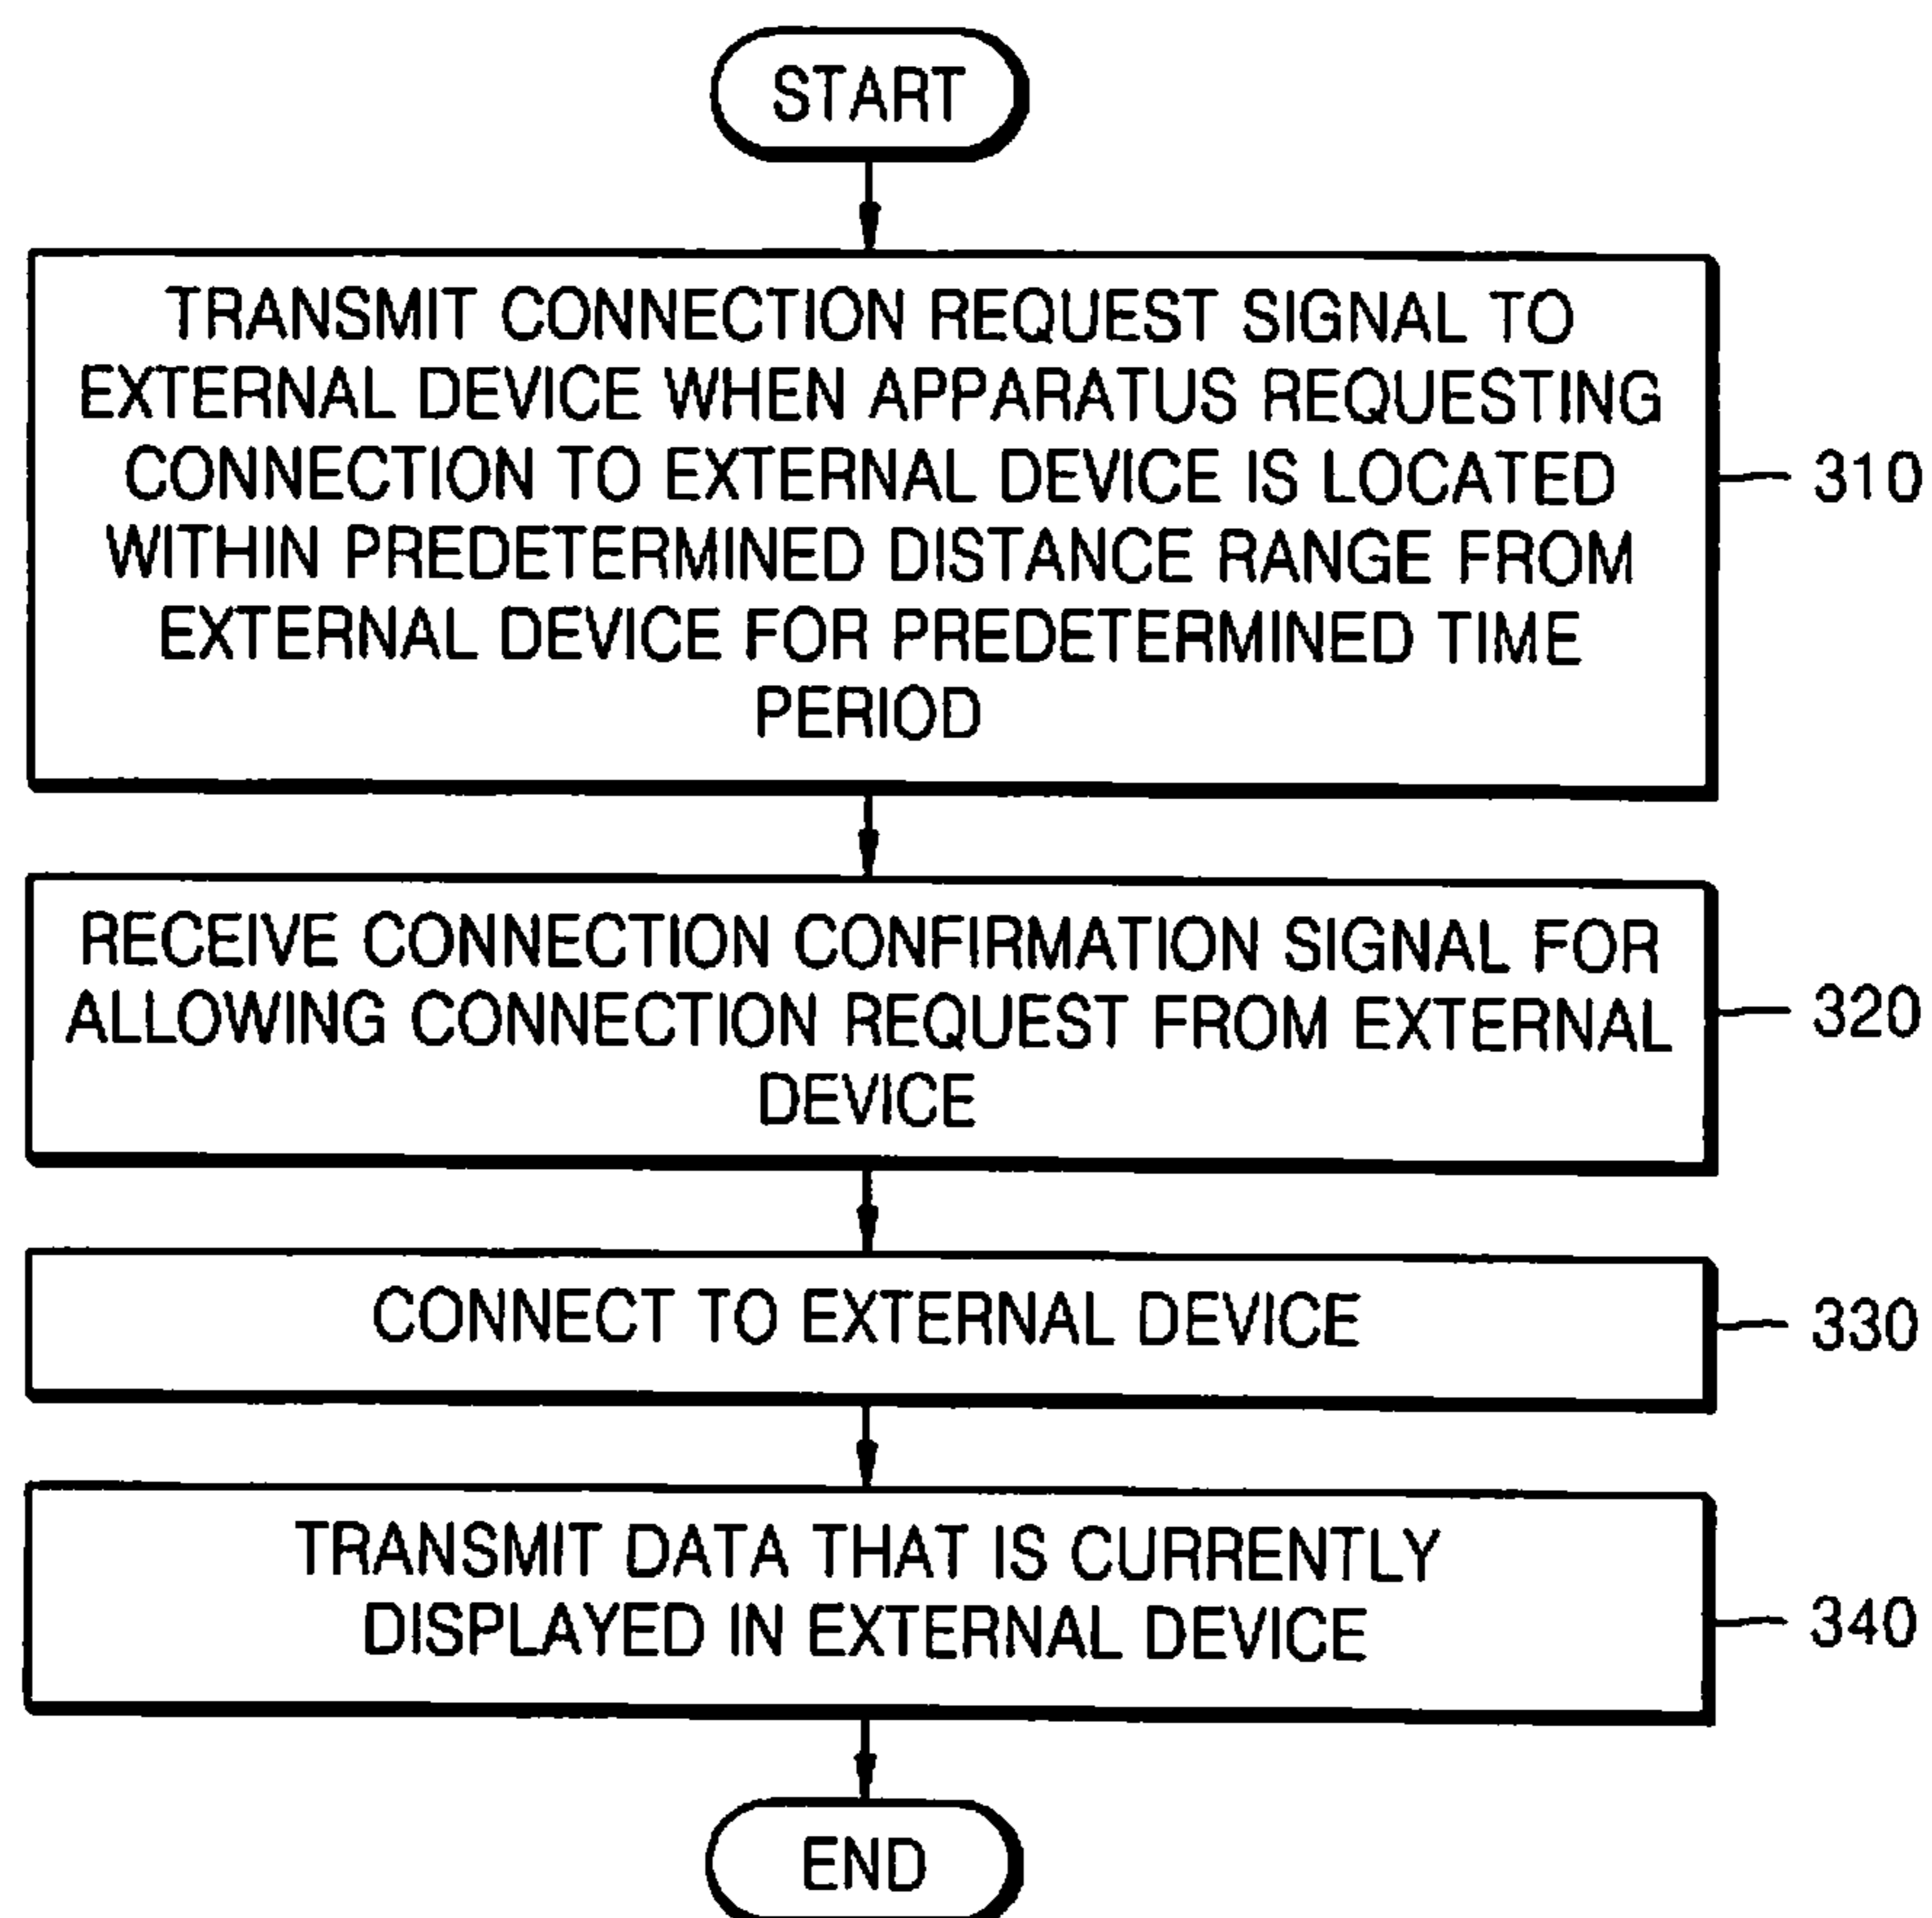 START
TRANSMIT CONNECTION REQUEST SIGNAL TO
EXTERNAL DEVICE WHEN APPARATUS REQUESTING
CONNECTION TO EXTERNAL DEVICE IS LOCATED
WITHIN PREDETERMINED DISTANCE RANGE FROM
EXTERNAL DEVICE FOR PREDETERMINED TIME
PERIOD
310
RECEIVE CONNECTION CONFIRMATION SIGNAL FOR
ALLOWING CONNECTION REQUEST FROM EXTERNAL
DEVICE
320
CONNECT TO EXTERNAL DEVICE
330
TRANSMIT DATA THAT IS CURRENTLY
DISPLAYED IN EXTERNAL DEVICE
340
END